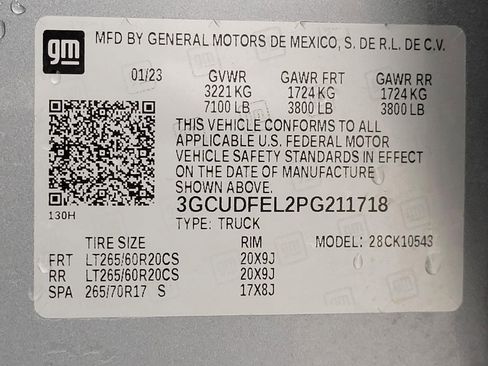 gm
MFD BY GENERAL MOTORS DE MEXICO, S. DE R.L. DE C.V.
01/23 GVWR GAWR FRT GAWR RR
3221 KG 1724 KG 1724 KG
7100 LB 3800 LB 3800 LB
THIS VEHICLE CONFORMS TO ALL
APPLICABLE U.S. FEDERAL MOTOR
VEHICLE SAFETY STANDARDS IN EFFECT
ON THE DATE OF MANUFACTURE
SHOWN ABOVE.
130H
3GCUDFEL2PG211718
TYPE: TRUCK
TIRE SIZE RIM MODEL: 28CK10543
FRT LT265/60R20CS 20X9J
RR LT265/60R20CS 20X9J
SPA 265/70R17 S 17X8J